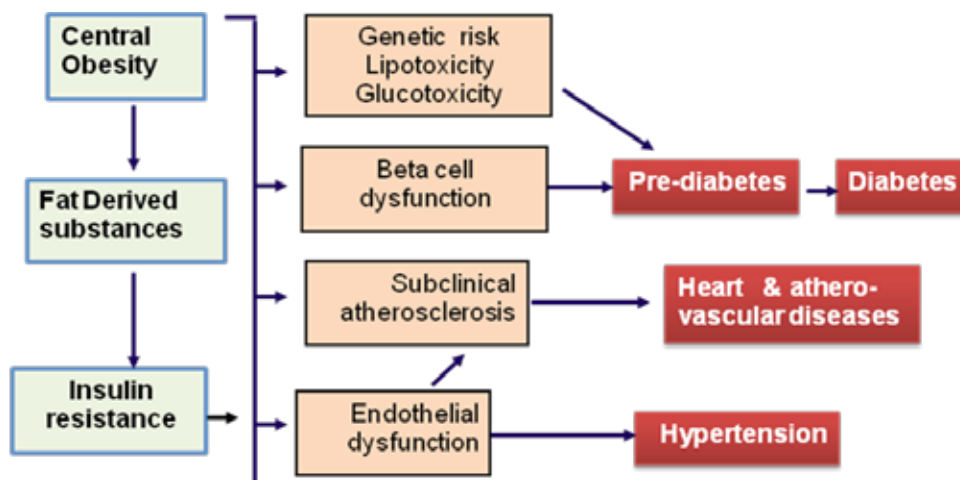 Central
Obesity
Fat Derived
substances
Insulin
resistance
Genetic risk
Lipotoxicity
Glucotoxicity
Beta cell
dysfunction
Subclinical
atherosclerosis
Endothelial
dysfunction
Pre-diabetes
Diabetes
Heart & athero-
vascular diseases
Hypertension